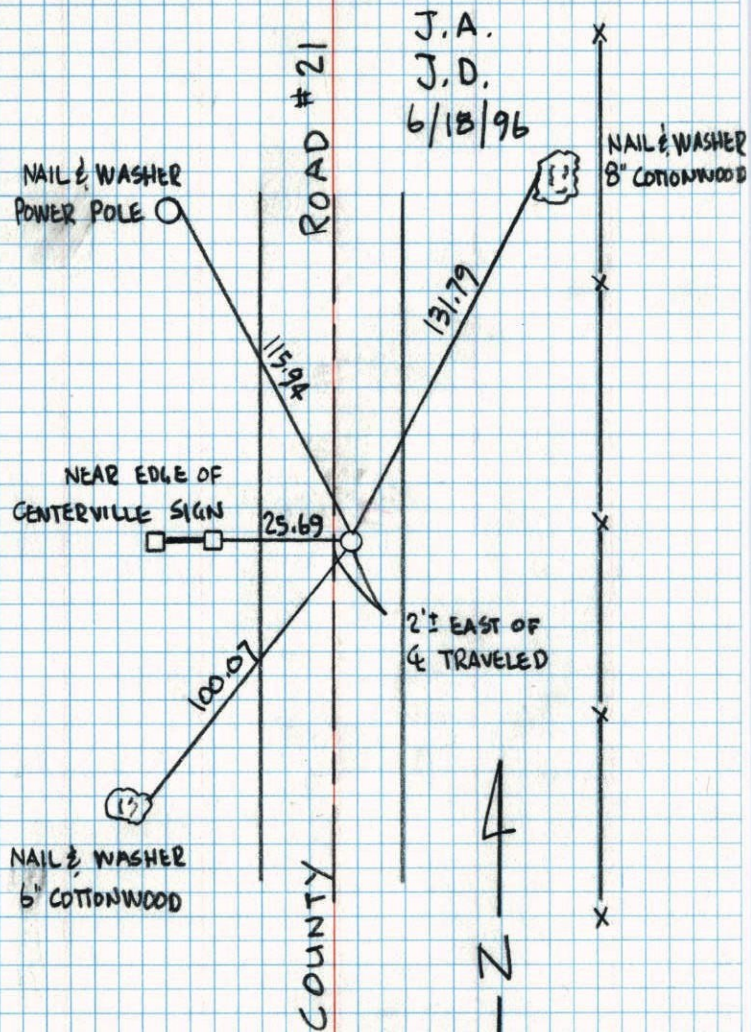 J.A.
J.D.
6/18/96
COUNTY ROAD #21
NAIL & WASHER
POWER POLE
NAIL & WASHER
8" COTTONWOOD
115.94
131.79
NEAR EDGE OF
CENTERVILLE SIGN
25.69
2'± EAST OF
℄ TRAVELED
100.07
NAIL & WASHER
6" COTTONWOOD
N